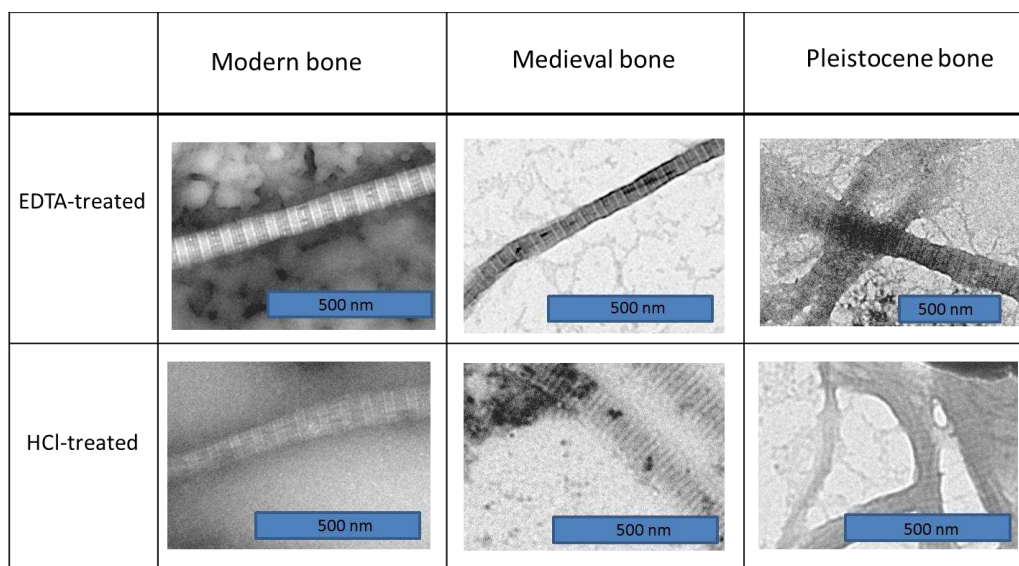 Modern bone
Medieval bone
Pleistocene bone
EDTA-treated
500 nm
500 nm
500 nm
HCl-treated
500 nm
500 nm
500 nm